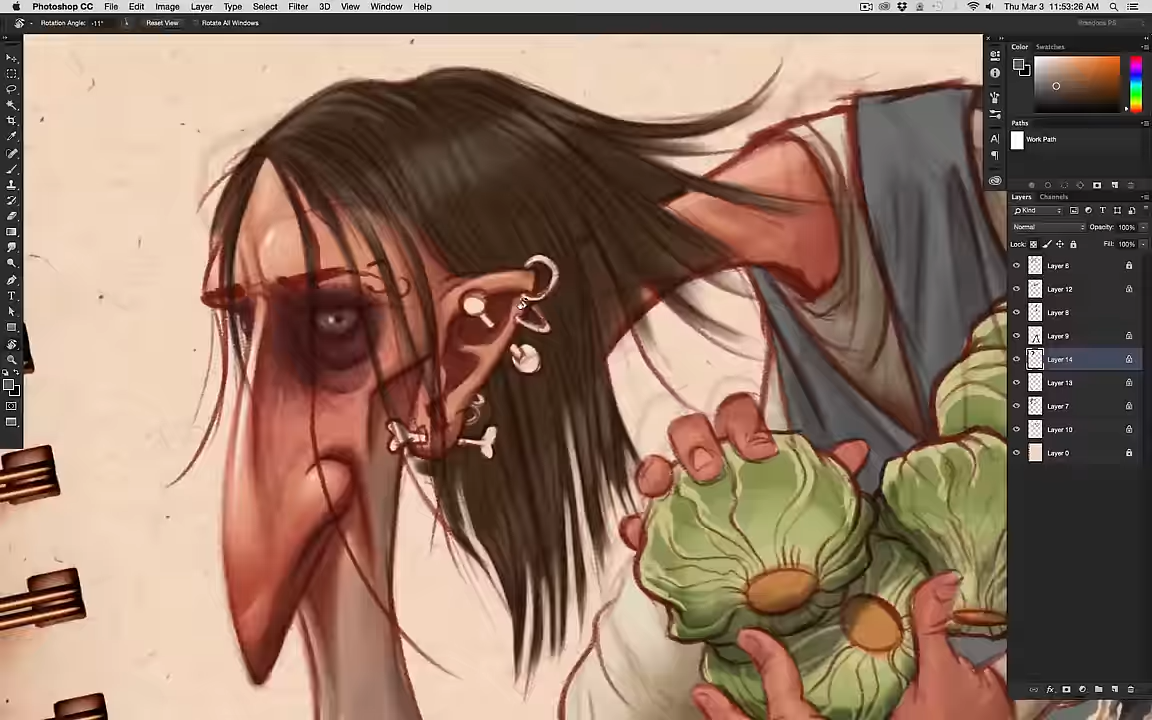 Photoshop CC File Edit Image Layer Type Select Filter 3D View Window Help Thu Mar 3 11:53:26 AM
Rotation Angle: -11° Reset View Rotate All Windows
Color Swatches
Paths
Work Path
Layers Channels
Kind
Normal Opacity: 100%
Lock: Fill: 100%
Layer 6
Layer 12
Layer 8
Layer 9
Layer 14
Layer 13
Layer 7
Layer 10
Layer 0